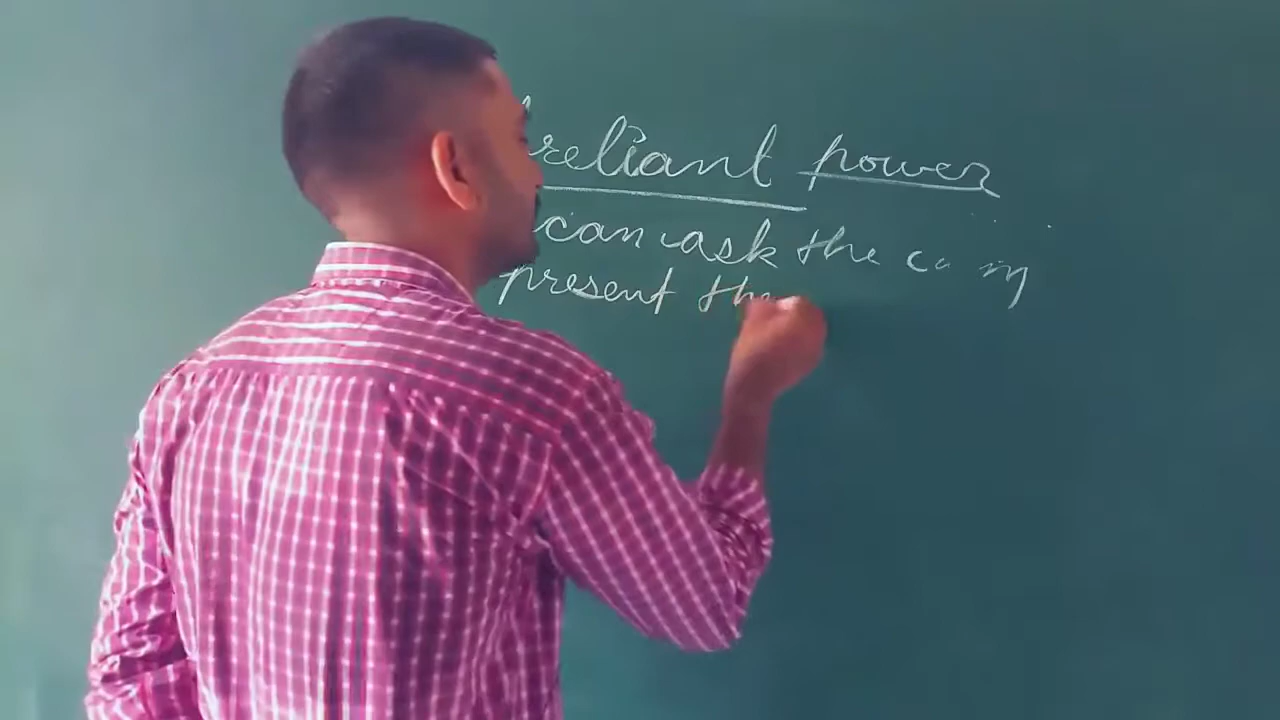 reliant power
can ask the
present the